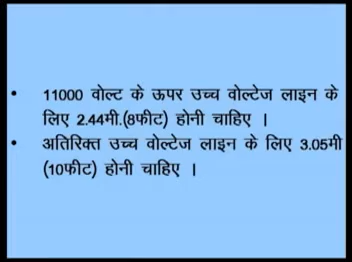 • 11000 वोल्ट के ऊपर उच्च वोल्टेज लाइन के
लिए 2.44मी.(8फीट) होनी चाहिए ।
• अतिरिक्त उच्च वोल्टेज लाइन के लिए 3.05मी
(10फीट) होनी चाहिए ।